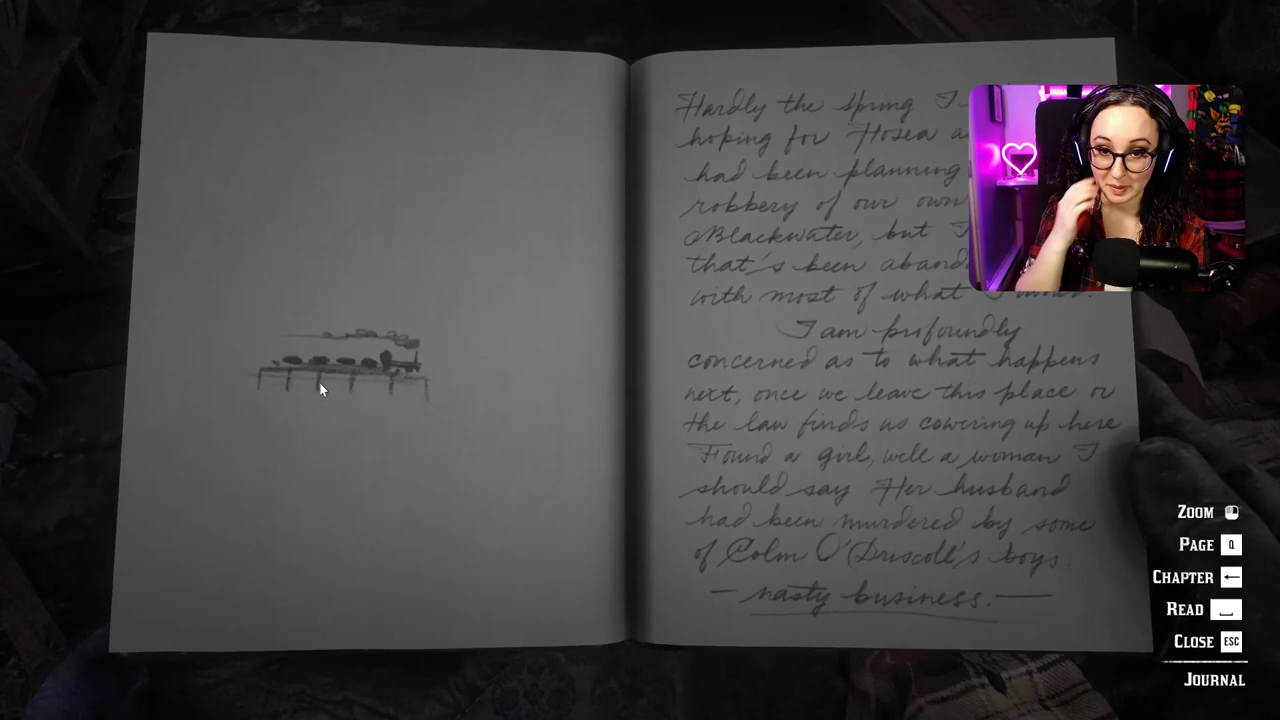 Hardly the spring I
hoping for Hosea a
had been planning
robbery of our own
Blackwater, but I
that's been aband
with most of what I
I am profoundly
concerned as to what happens
next, once we leave this place or
the law finds us cowering up here
Found a girl, well a woman I
should say Her husband
had been murdered by some
of Colm O'Driscoll's boys.
— nasty business. —
ZOOM
PAGE Q
CHAPTER ←
READ
CLOSE ESC
JOURNAL